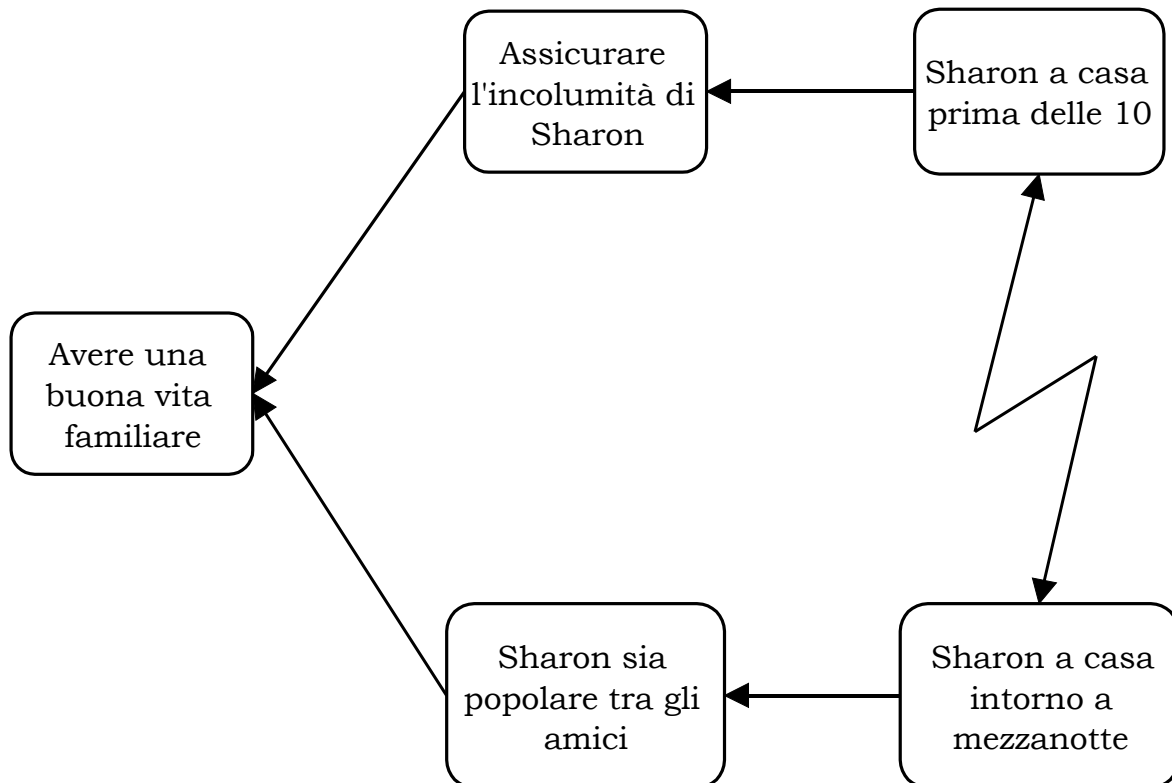 Assicurare
l'incolumità di
Sharon
Sharon a casa
prima delle 10
Avere una
buona vita
familiare
Sharon sia
popolare tra gli
amici
Sharon a casa
intorno a
mezzanotte